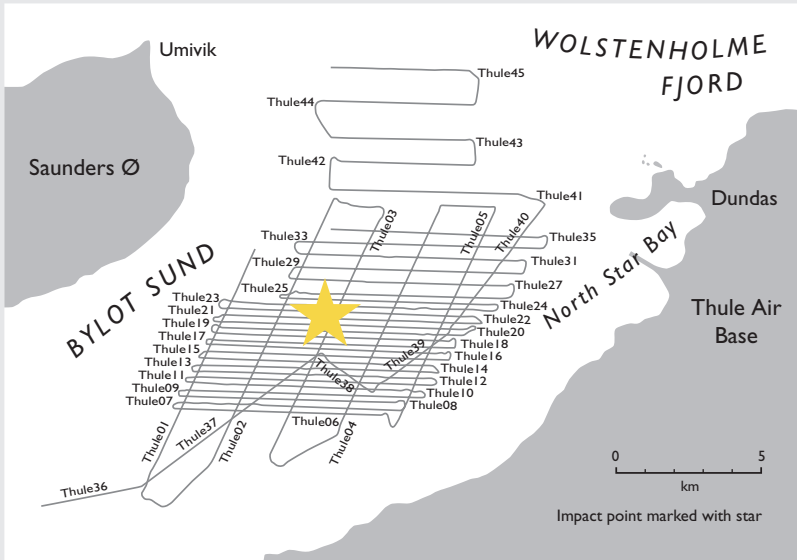 Umivik
WOLSTENHOLME
FJORD
Thule45
Thule44
Thule43
Thule42
Saunders Ø
Thule41
Dundas
Thule03
Thule05
Thule40
Thule33
Thule35
BYLOT SUND
Thule29
Thule31
North Star Bay
Thule25
Thule27
Thule23
Thule24
Thule21
Thule22
Thule19
Thule20
Thule17
Thule18
Thule Air
Base
Thule15
Thule16
Thule39
Thule13
Thule14
Thule38
Thule11
Thule12
Thule09
Thule10
Thule07
Thule08
Thule01
Thule37
Thule02
Thule06
Thule04
Thule36
0 5
km
Impact point marked with star